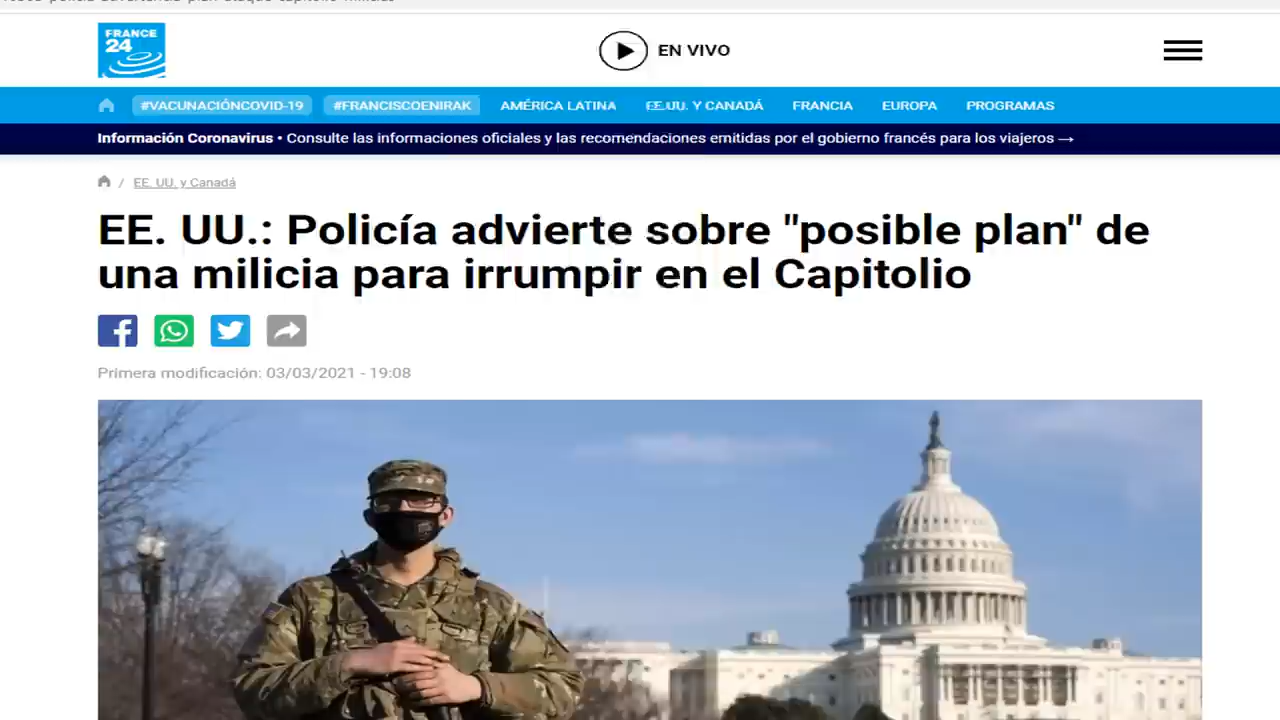 FRANCE
24
EN VIVO
#VACUNACIÓNCOVID-19 #FRANCISCOENIRAK AMÉRICA LATINA EE.UU. Y CANADÁ FRANCIA EUROPA PROGRAMAS
Información Coronavirus • Consulte las informaciones oficiales y las recomendaciones emitidas por el gobierno francés para los viajeros →
/ EE. UU. y Canadá
EE. UU.: Policía advierte sobre "posible plan" de
una milicia para irrumpir en el Capitolio
Primera modificación: 03/03/2021 - 19:08